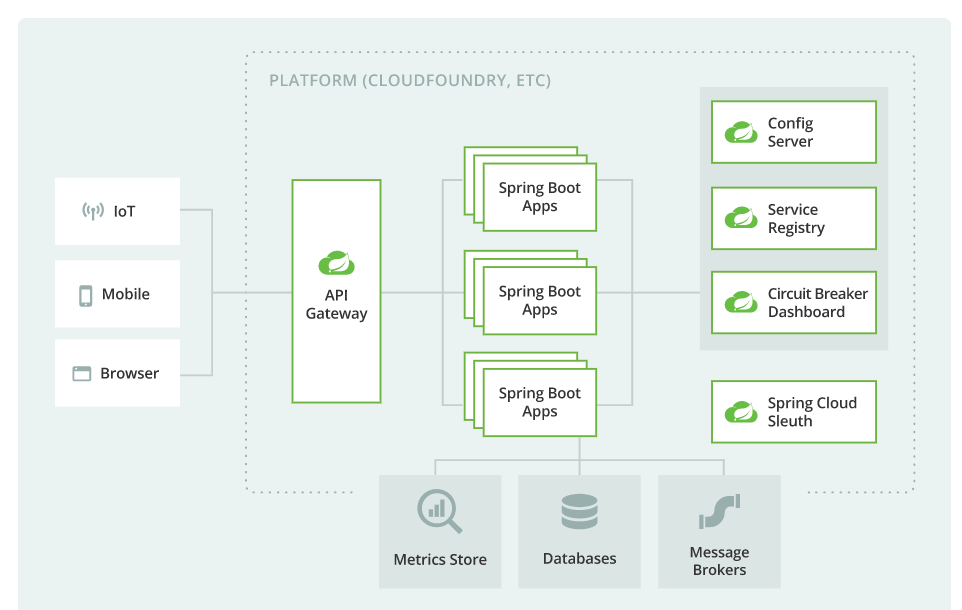 PLATFORM (CLOUDFOUNDRY, ETC)
IoT
Mobile
Browser
API
Gateway
Spring Boot
Apps
Spring Boot
Apps
Spring Boot
Apps
Config
Server
Service
Registry
Circuit Breaker
Dashboard
Spring Cloud
Sleuth
Metrics Store
Databases
Message
Brokers